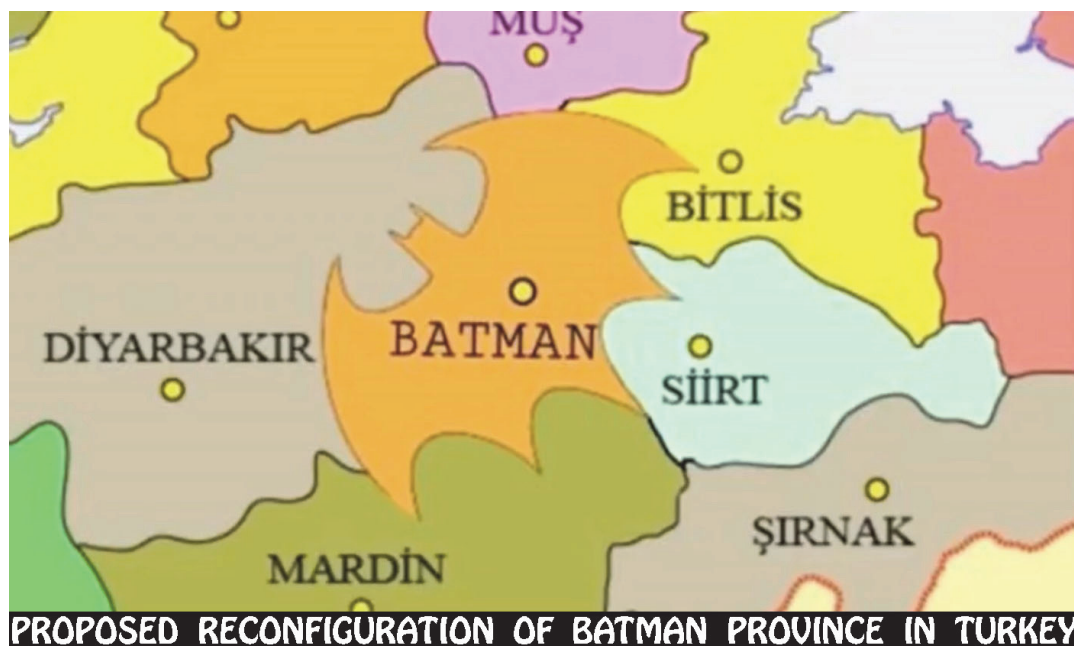 MUŞ
BİTLİS
DİYARBAKIR
BATMAN
SİİRT
ŞIRNAK
MARDİN
PROPOSED RECONFIGURATION OF BATMAN PROVINCE IN TURKEY